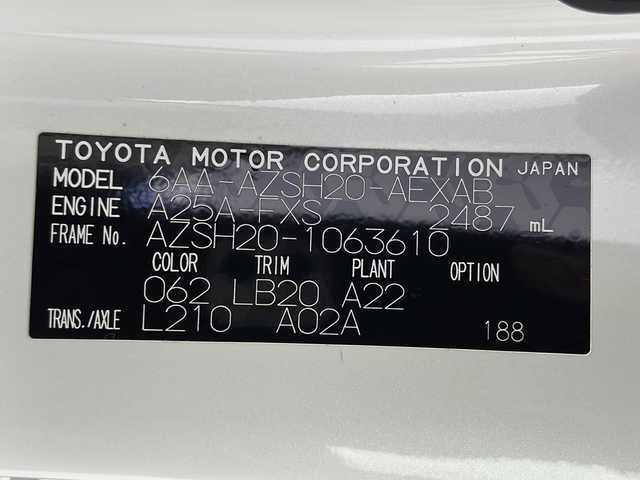 TOYOTA MOTOR CORPORATION JAPAN
MODEL 6AA-AZSH20-AEXAB
ENGINE A25A-FXS 2487 mL
FRAME No. AZSH20-1063610
COLOR TRIM PLANT OPTION
062 LB20 A22
TRANS./AXLE L210 A02A 188